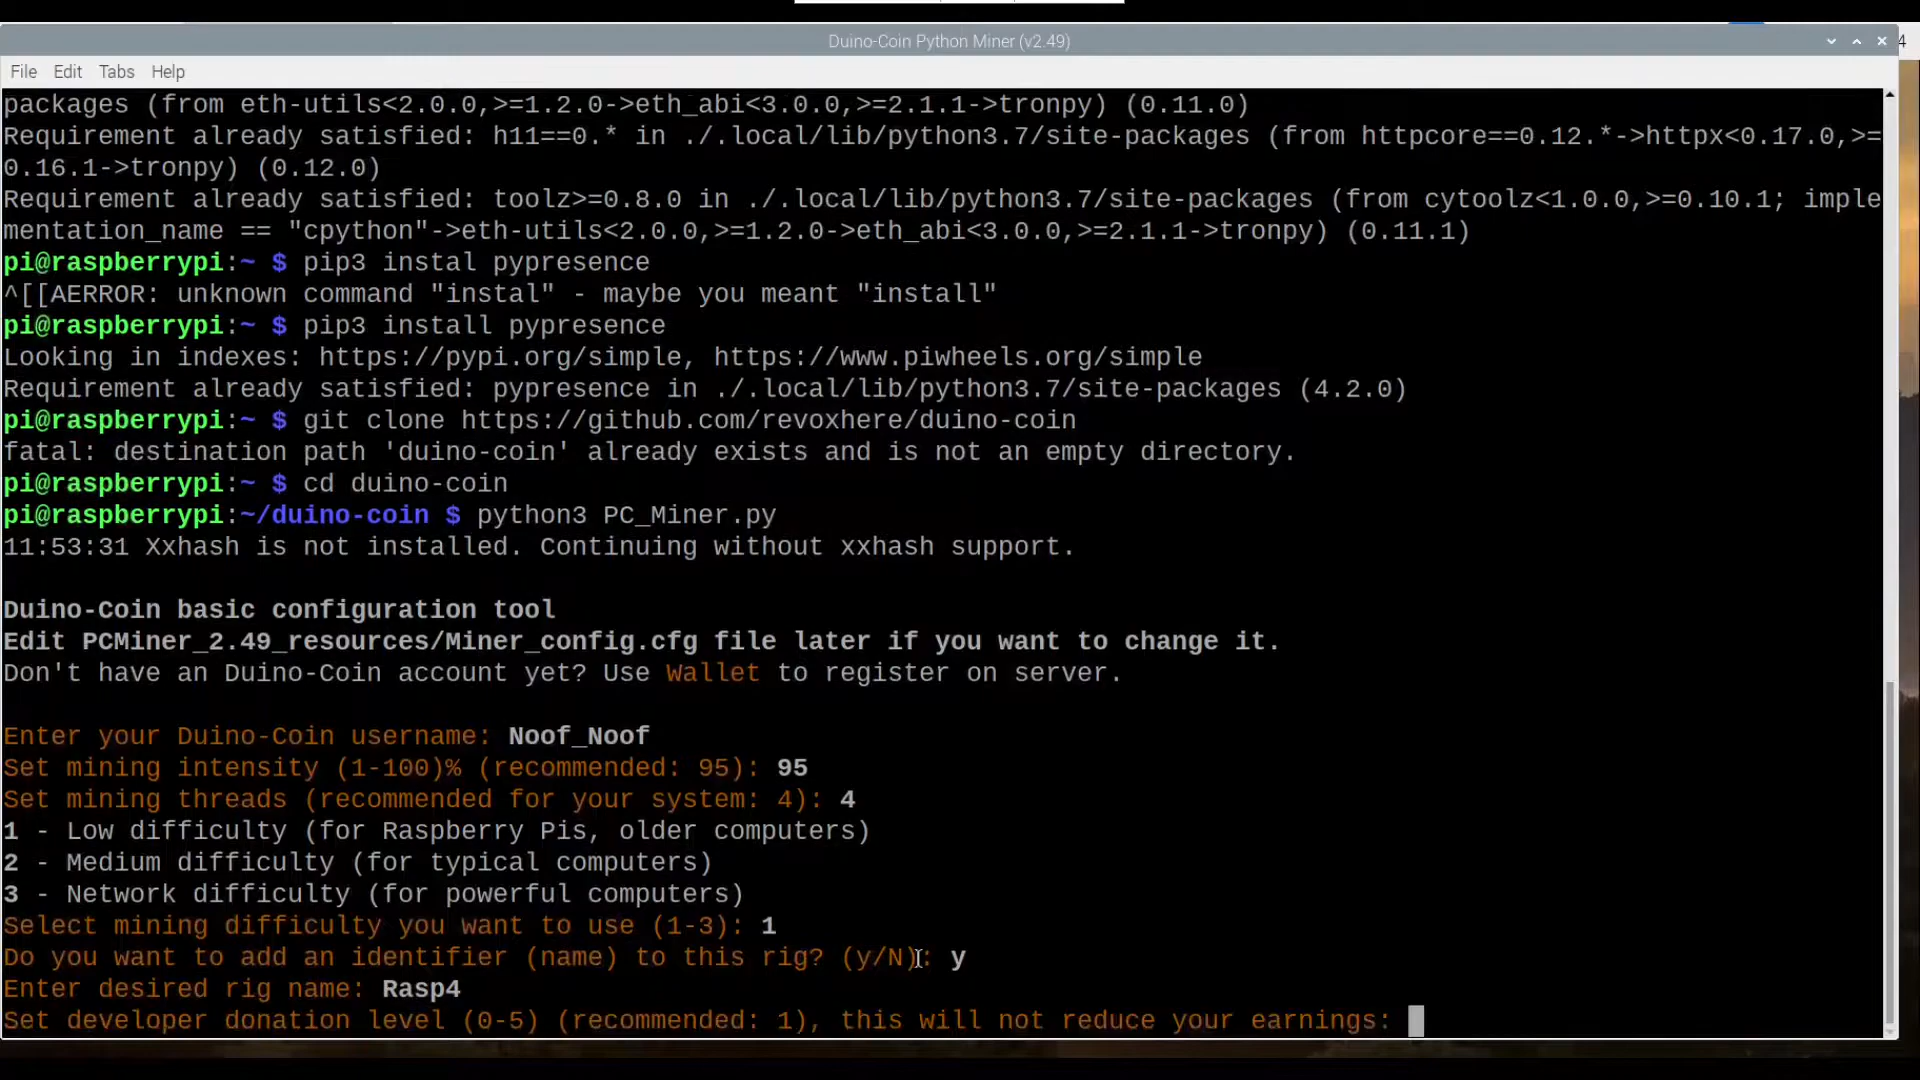 Duino-Coin Python Miner (v2.49)
File Edit Tabs Help
packages (from eth-utils<2.0.0,>=1.2.0->eth_abi<3.0.0,>=2.1.1->tronpy) (0.11.0)
Requirement already satisfied: h11==0.* in ./.local/lib/python3.7/site-packages (from httpcore==0.12.*->httpx<0.17.0,>=
0.16.1->tronpy) (0.12.0)
Requirement already satisfied: toolz>=0.8.0 in ./.local/lib/python3.7/site-packages (from cytoolz<1.0.0,>=0.10.1; imple
mentation_name == "cpython"->eth-utils<2.0.0,>=1.2.0->eth_abi<3.0.0,>=2.1.1->tronpy) (0.11.1)
pi@raspberrypi:~ $ pip3 instal pypresence
^[[AERROR: unknown command "instal" - maybe you meant "install"
pi@raspberrypi:~ $ pip3 install pypresence
Looking in indexes: https://pypi.org/simple, https://www.piwheels.org/simple
Requirement already satisfied: pypresence in ./.local/lib/python3.7/site-packages (4.2.0)
pi@raspberrypi:~ $ git clone https://github.com/revoxhere/duino-coin
fatal: destination path 'duino-coin' already exists and is not an empty directory.
pi@raspberrypi:~ $ cd duino-coin
pi@raspberrypi:~/duino-coin $ python3 PC_Miner.py
11:53:31 Xxhash is not installed. Continuing without xxhash support.
Duino-Coin basic configuration tool
Edit PCMiner_2.49_resources/Miner_config.cfg file later if you want to change it.
Don't have an Duino-Coin account yet? Use Wallet to register on server.
Enter your Duino-Coin username: Noof_Noof
Set mining intensity (1-100)% (recommended: 95): 95
Set mining threads (recommended for your system: 4): 4
1 - Low difficulty (for Raspberry Pis, older computers)
2 - Medium difficulty (for typical computers)
3 - Network difficulty (for powerful computers)
Select mining difficulty you want to use (1-3): 1
Do you want to add an identifier (name) to this rig? (y/N): y
Enter desired rig name: Rasp4
Set developer donation level (0-5) (recommended: 1), this will not reduce your earnings: